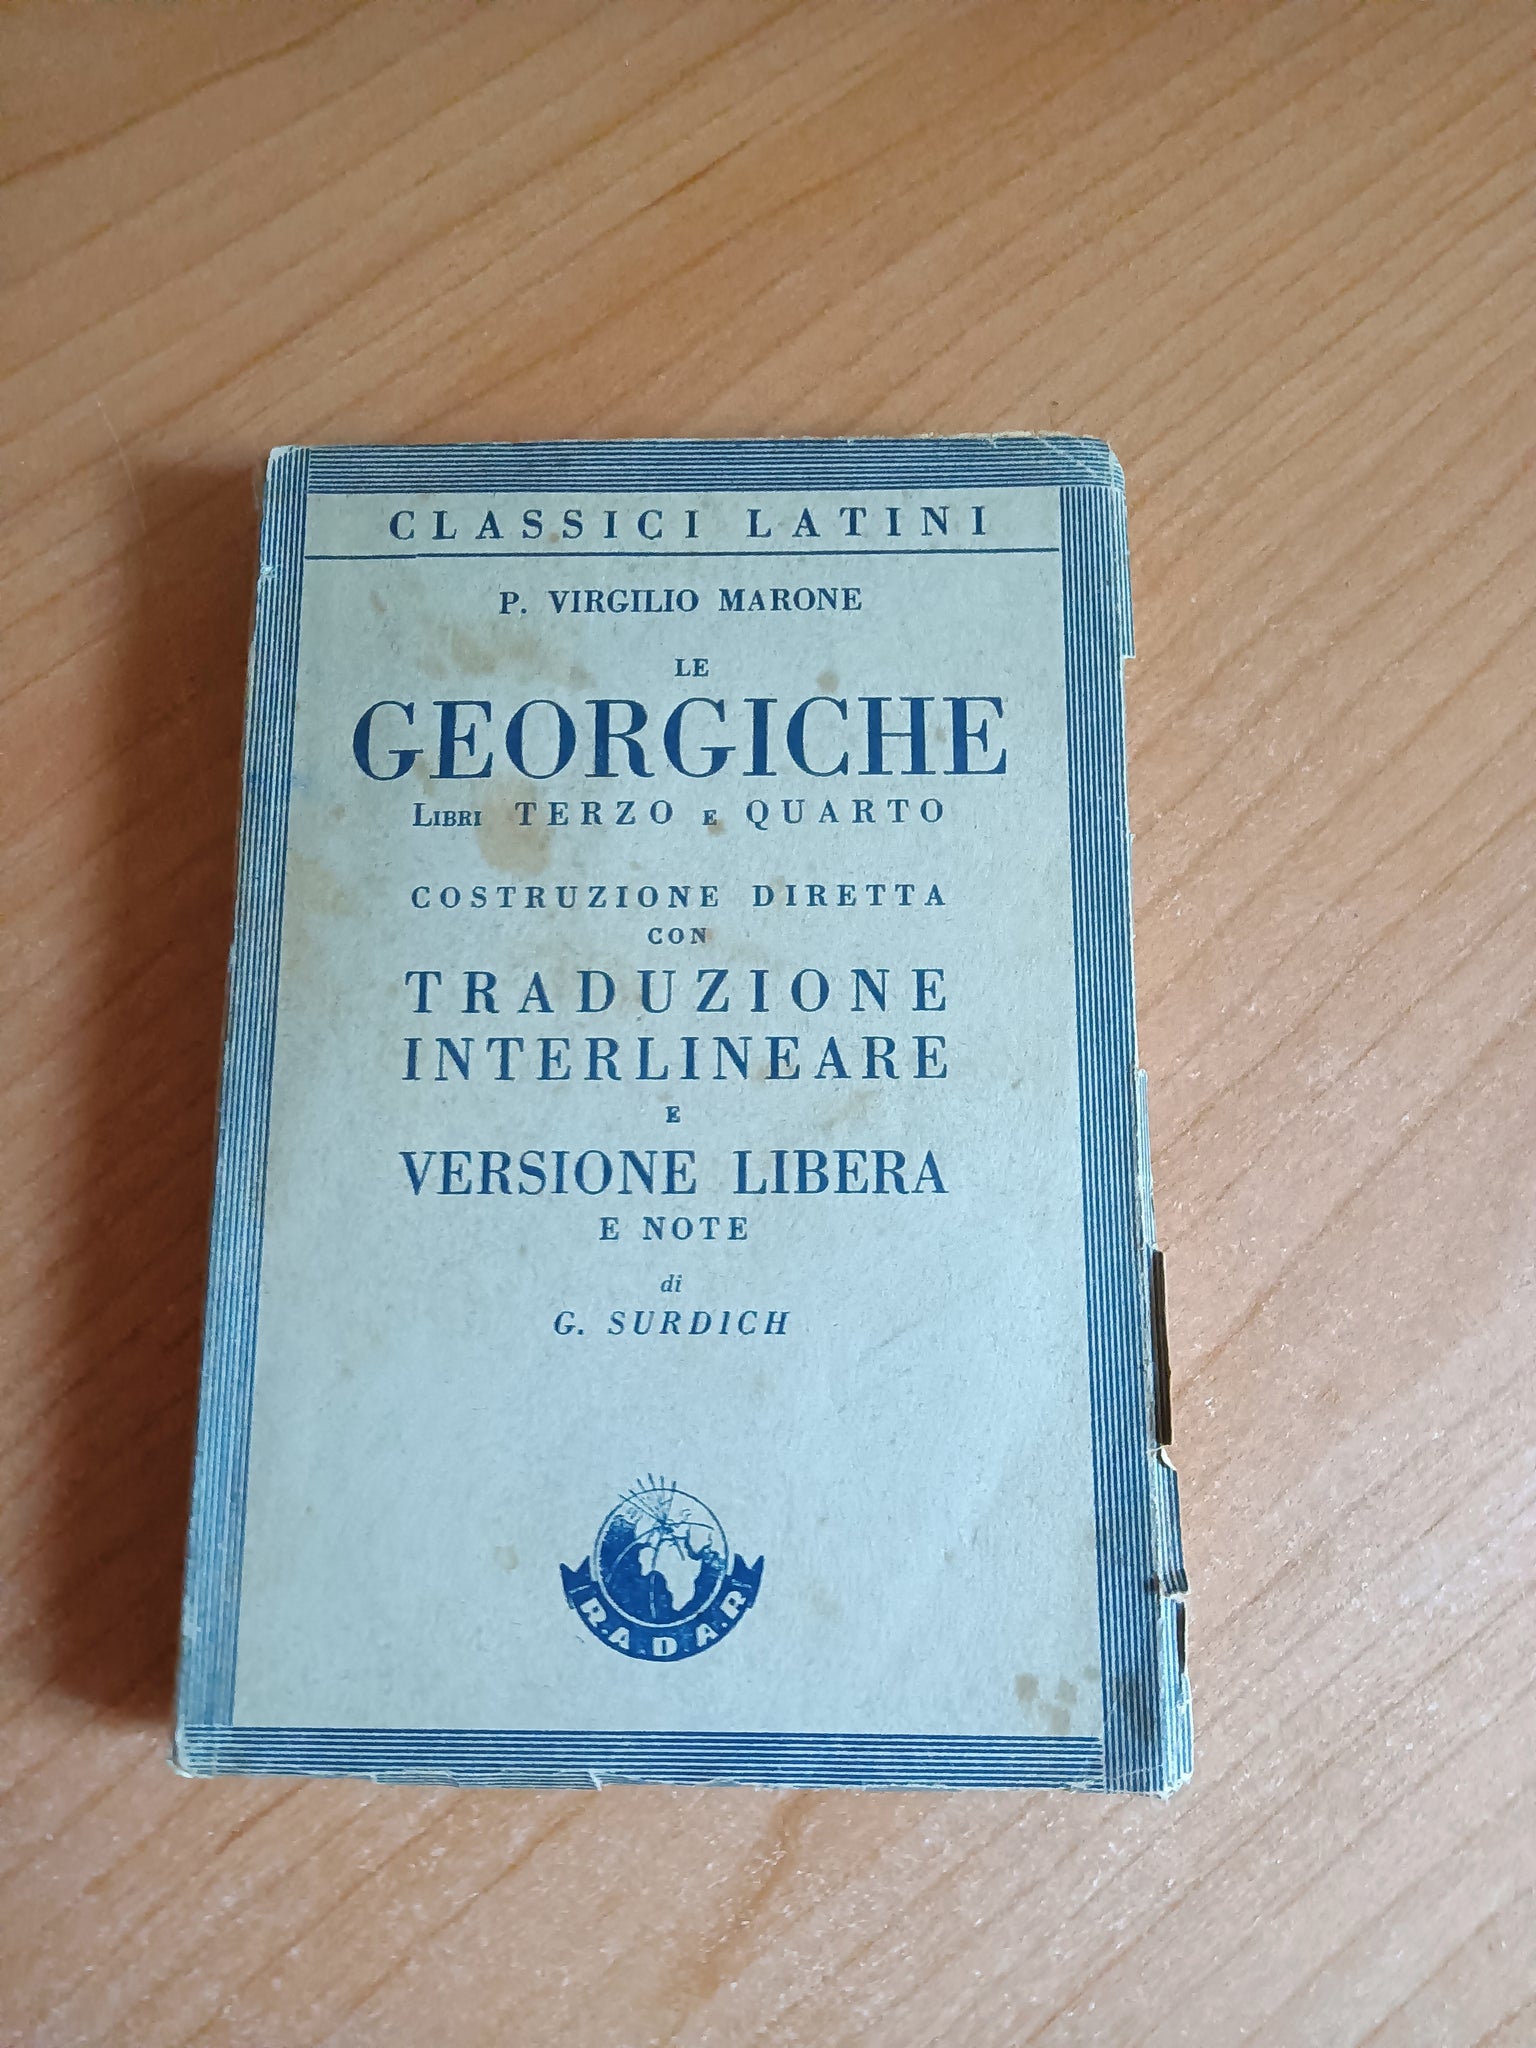 CLASSICI LATINI
P. VIRGILIO MARONE
LE
GEORGICHE
LIBRI TERZO E QUARTO
COSTRUZIONE DIRETTA
CON
TRADUZIONE
INTERLINEARE
E
VERSIONE LIBERA
E NOTE
di
G. SURDICH
R.A.D.A.R